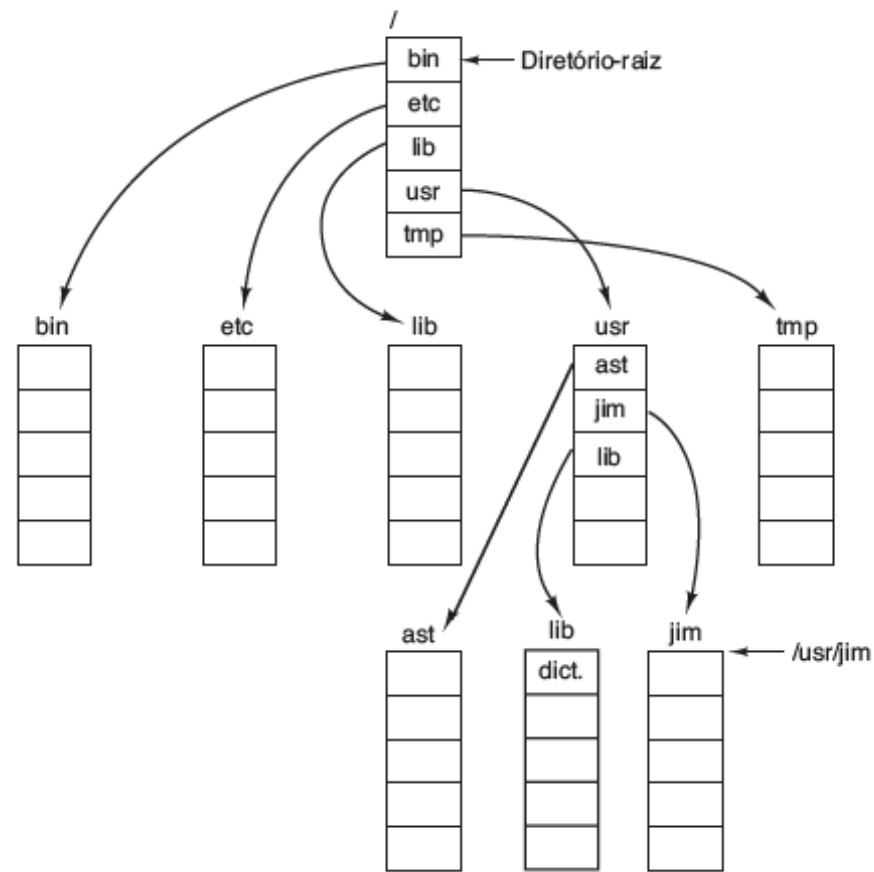 /
bin
Diretório-raiz
etc
lib
usr
tmp
bin
etc
lib
usr
tmp
ast
jim
lib
ast
lib
jim
dict.
/usr/jim